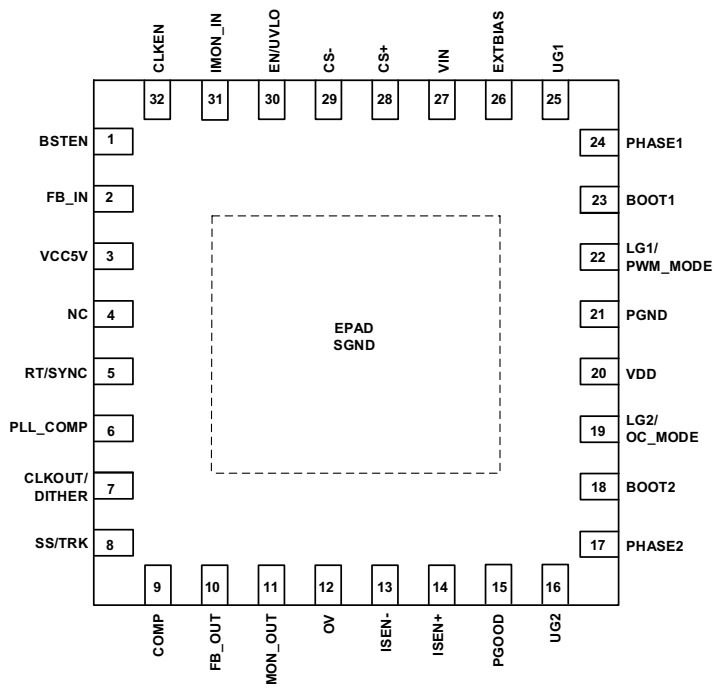 CLKEN
IMON_IN
EN/UVLO
CS-
CS+
VIN
EXTBIAS
UG1
32
31
30
29
28
27
26
25
BSTEN
1
FB_IN
2
VCC5V
3
NC
4
RT/SYNC
5
PLL_COMP
6
CLKOUT/
DITHER
7
SS/TRK
8
EPAD
SGND
24
PHASE1
23
BOOT1
22
LG1/
PWM_MODE
21
PGND
20
VDD
19
LG2/
OC_MODE
18
BOOT2
17
PHASE2
9
10
11
12
13
14
15
16
COMP
FB_OUT
MON_OUT
OV
ISEN-
ISEN+
PGOOD
UG2